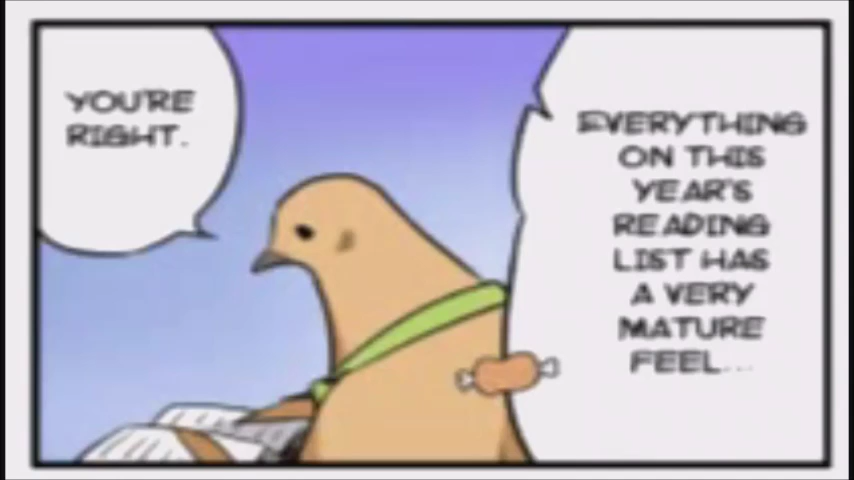 YOU'RE
RIGHT.
EVERYTHING
ON THIS
YEAR'S
READING
LIST HAS
A VERY
MATURE
FEEL...